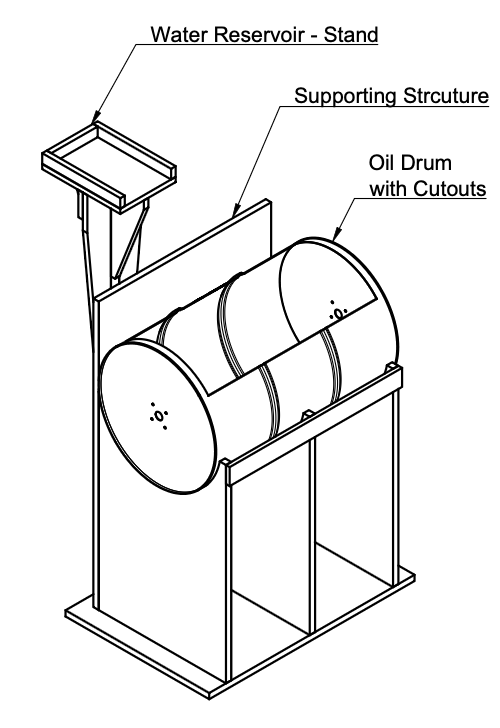 Water Reservoir - Stand
Supporting Strcuture
Oil Drum
with Cutouts